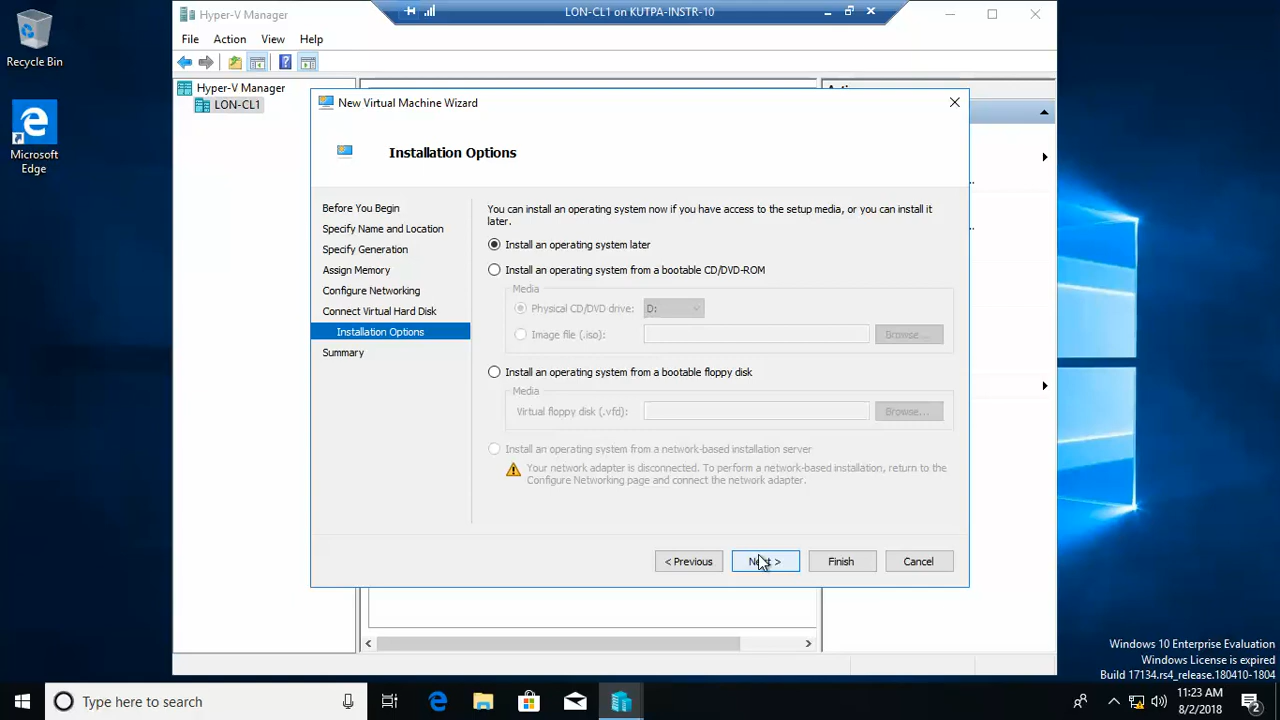 Recycle Bin
Microsoft
Edge
Hyper-V Manager
LON-CL1 on KUTPA-INSTR-10
File Action View Help
Hyper-V Manager
LON-CL1
New Virtual Machine Wizard
Installation Options
Before You Begin
Specify Name and Location
Specify Generation
Assign Memory
Configure Networking
Connect Virtual Hard Disk
Installation Options
Summary
You can install an operating system now if you have access to the setup media, or you can install it
later.
Install an operating system later
Install an operating system from a bootable CD/DVD-ROM
Media
Physical CD/DVD drive: D:
Image file (.iso): Browse...
Install an operating system from a bootable floppy disk
Media
Virtual floppy disk (.vfd): Browse...
Install an operating system from a network-based installation server
Your network adapter is disconnected. To perform a network-based installation, return to the
Configure Networking page and connect the network adapter.
< Previous Next > Finish Cancel
Windows 10 Enterprise Evaluation
Windows License is expired
Build 17134.rs4_release.180410-1804
Type here to search
11:23 AM
8/2/2018
2